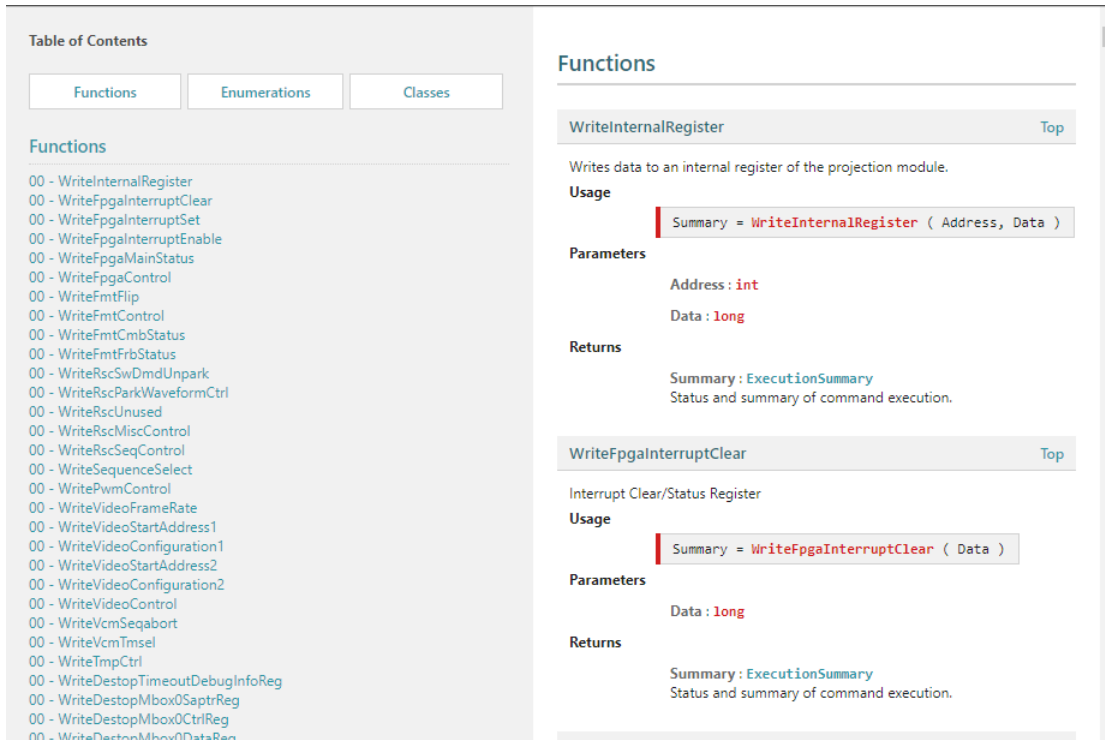 Table of Contents
Functions
Enumerations
Classes
Functions
00 - WriteInternalRegister
00 - WriteFpgaInterruptClear
00 - WriteFpgaInterruptSet
00 - WriteFpgaInterruptEnable
00 - WriteFpgaMainStatus
00 - WriteFpgaControl
00 - WriteFmtFlip
00 - WriteFmtControl
00 - WriteFmtCmbStatus
00 - WriteFmtFrbStatus
00 - WriteRscSwDmdUnpark
00 - WriteRscParkWaveformCtrl
00 - WriteRscUnused
00 - WriteRscMiscControl
00 - WriteRscSeqControl
00 - WriteSequenceSelect
00 - WritePwmControl
00 - WriteVideoFrameRate
00 - WriteVideoStartAddress1
00 - WriteVideoConfiguration1
00 - WriteVideoStartAddress2
00 - WriteVideoConfiguration2
00 - WriteVideoControl
00 - WriteVcmSeqabort
00 - WriteVcmTmsel
00 - WriteTmpCtrl
00 - WriteDestopTimeoutDebugInfoReg
00 - WriteDestopMbox0SaptrReg
00 - WriteDestopMbox0CtrlReg
00 - WriteDestopMbox0DataReg
Functions
WriteInternalRegister Top
Writes data to an internal register of the projection module.
Usage
Summary = WriteInternalRegister ( Address, Data )
Parameters
Address : int
Data : long
Returns
Summary : ExecutionSummary
Status and summary of command execution.
WriteFpgaInterruptClear Top
Interrupt Clear/Status Register
Usage
Summary = WriteFpgaInterruptClear ( Data )
Parameters
Data : long
Returns
Summary : ExecutionSummary
Status and summary of command execution.